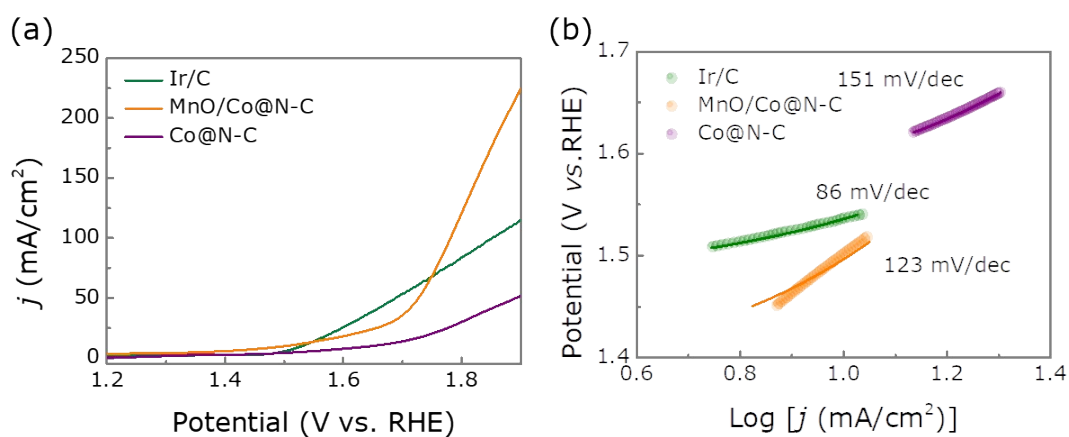 (a)
250
200
150
100
50
0
j (mA/cm²)
Ir/C
MnO/Co@N-C
Co@N-C
1.2 1.4 1.6 1.8
Potential (V vs. RHE)
(b)
1.7
1.6
1.5
1.4
Potential (V vs.RHE)
Ir/C
MnO/Co@N-C
Co@N-C
151 mV/dec
86 mV/dec
123 mV/dec
0.6 0.8 1.0 1.2 1.4
Log [j (mA/cm²)]